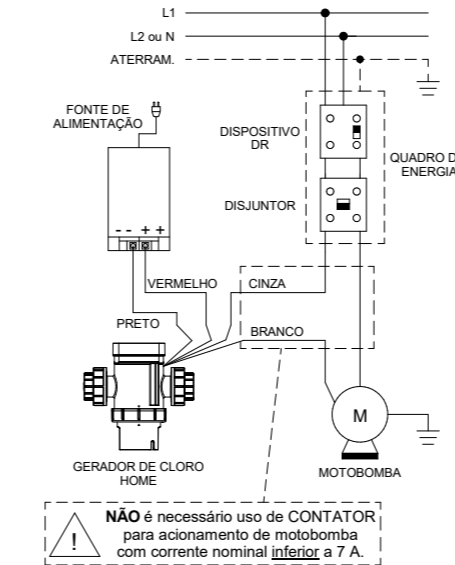 L1
L2 ou N
ATERRAM.
FONTE DE
ALIMENTAÇÃO
DISPOSITIVO
DR
QUADRO D
ENERGIA
DISJUNTOR
- - + +
VERMELHO
CINZA
PRETO
BRANCO
M
GERADOR DE CLORO
HOME
MOTOBOMBA
!
NÃO é necessário uso de CONTATOR
para acionamento de motobomba
com corrente nominal inferior a 7 A.